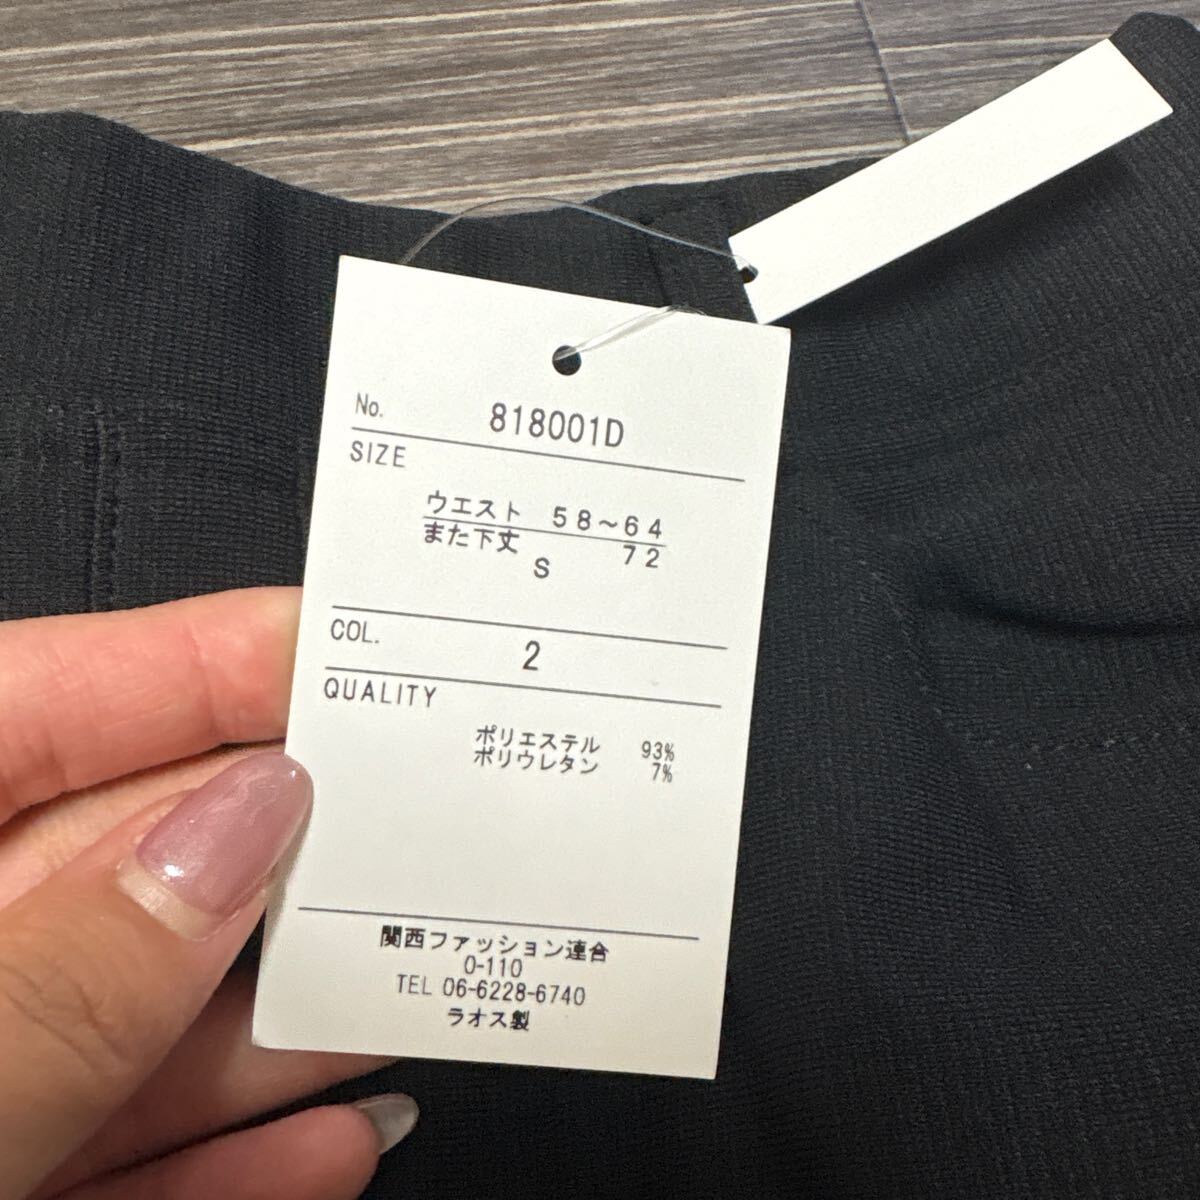 No. 818001D
SIZE
ウエスト 58~64
また下丈 72
S
COL. 2
QUALITY
ポリエステル 93%
ポリウレタン 7%
関西ファッション連合
0-110
TEL 06-6228-6740
ラオス製